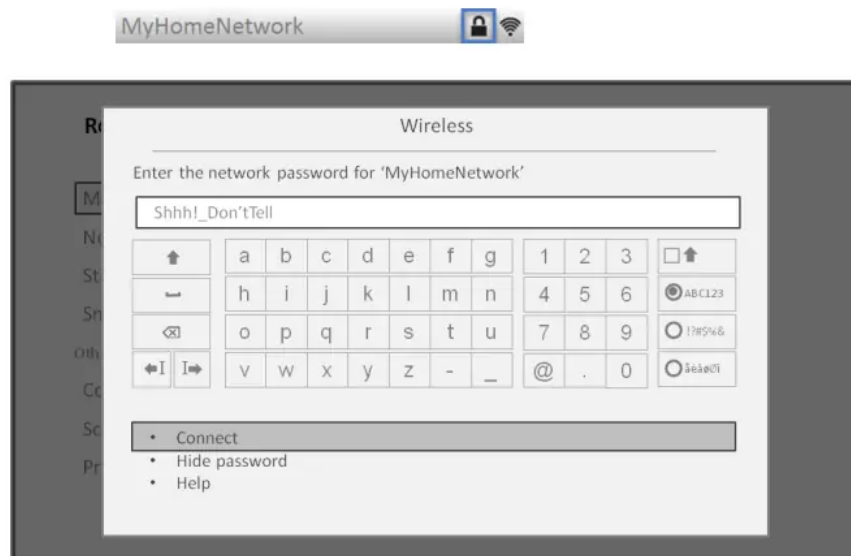 MyHomeNetwork
Wireless
Enter the network password for ‘MyHomeNetwork’
Shhh!_Don’tTell
a b c d e f g 1 2 3
h i j k l m n 4 5 6 ABC123
o p q r s t u 7 8 9 !?#$%&
v w x y z - _ @ . 0
• Connect
• Hide password
• Help